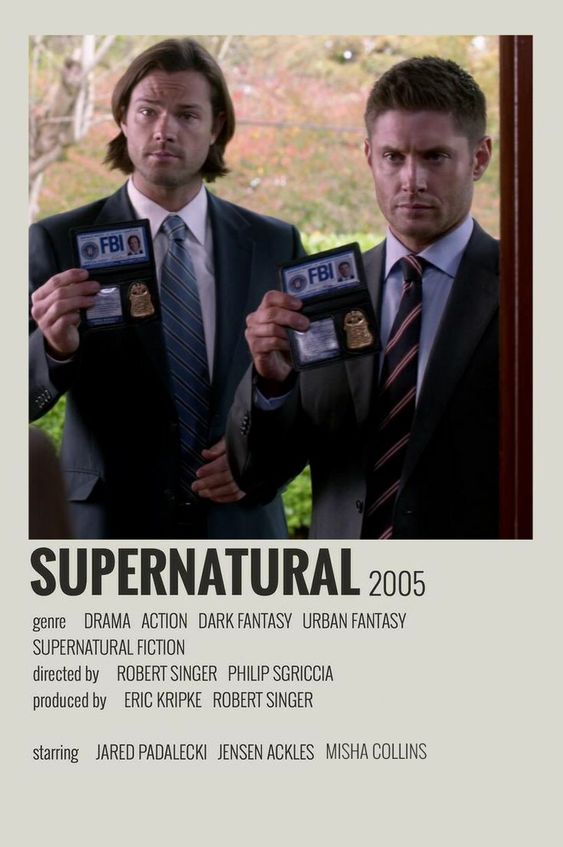 FBI
FBI
SUPERNATURAL 2005
genre DRAMA ACTION DARK FANTASY URBAN FANTASY
SUPERNATURAL FICTION
directed by ROBERT SINGER PHILIP SGRICCIA
produced by ERIC KRIPKE ROBERT SINGER
starring JARED PADALECKI JENSEN ACKLES MISHA COLLINS